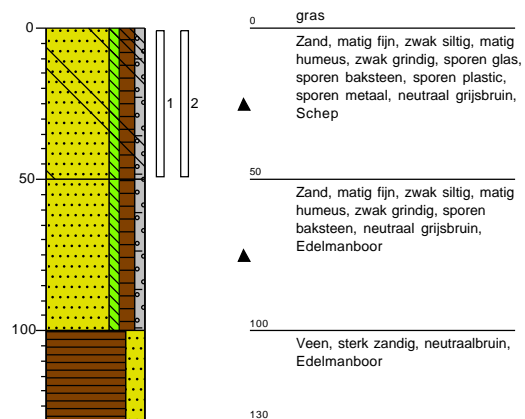 0
50
100
1 2
0
gras
Zand, matig fijn, zwak siltig, matig
humeus, zwak grindig, sporen glas,
sporen baksteen, sporen plastic,
sporen metaal, neutraal grijsbruin,
Schep
50
Zand, matig fijn, zwak siltig, matig
humeus, zwak grindig, sporen
baksteen, neutraal grijsbruin,
Edelmanboor
100
Veen, sterk zandig, neutraalbruin,
Edelmanboor
130